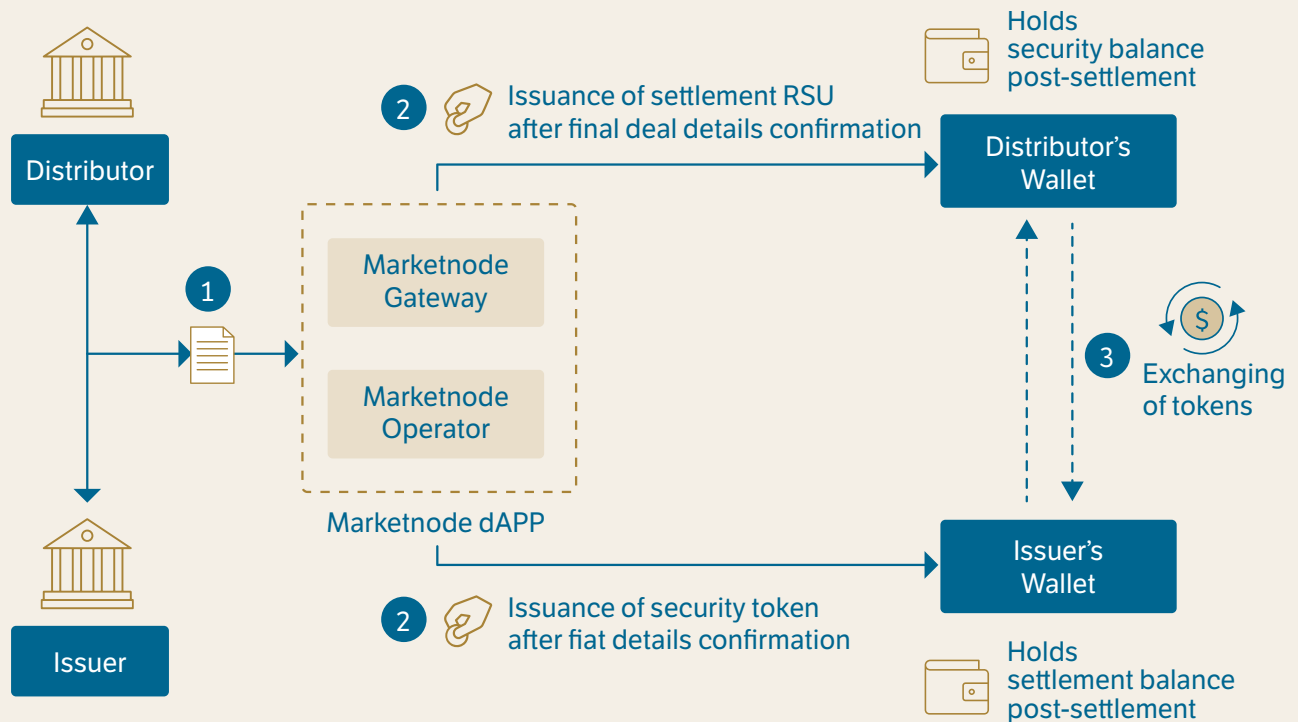 Holds
security balance
post-settlement
2
Issuance of settlement RSU
after final deal details confirmation
Distributor
Distributor's
Wallet
1
Marketnode
Gateway
Marketnode
Operator
$
3
Exchanging
of tokens
Marketnode dAPP
Issuer's
Wallet
2
Issuance of security token
after fiat details confirmation
Issuer
Holds
settlement balance
post-settlement